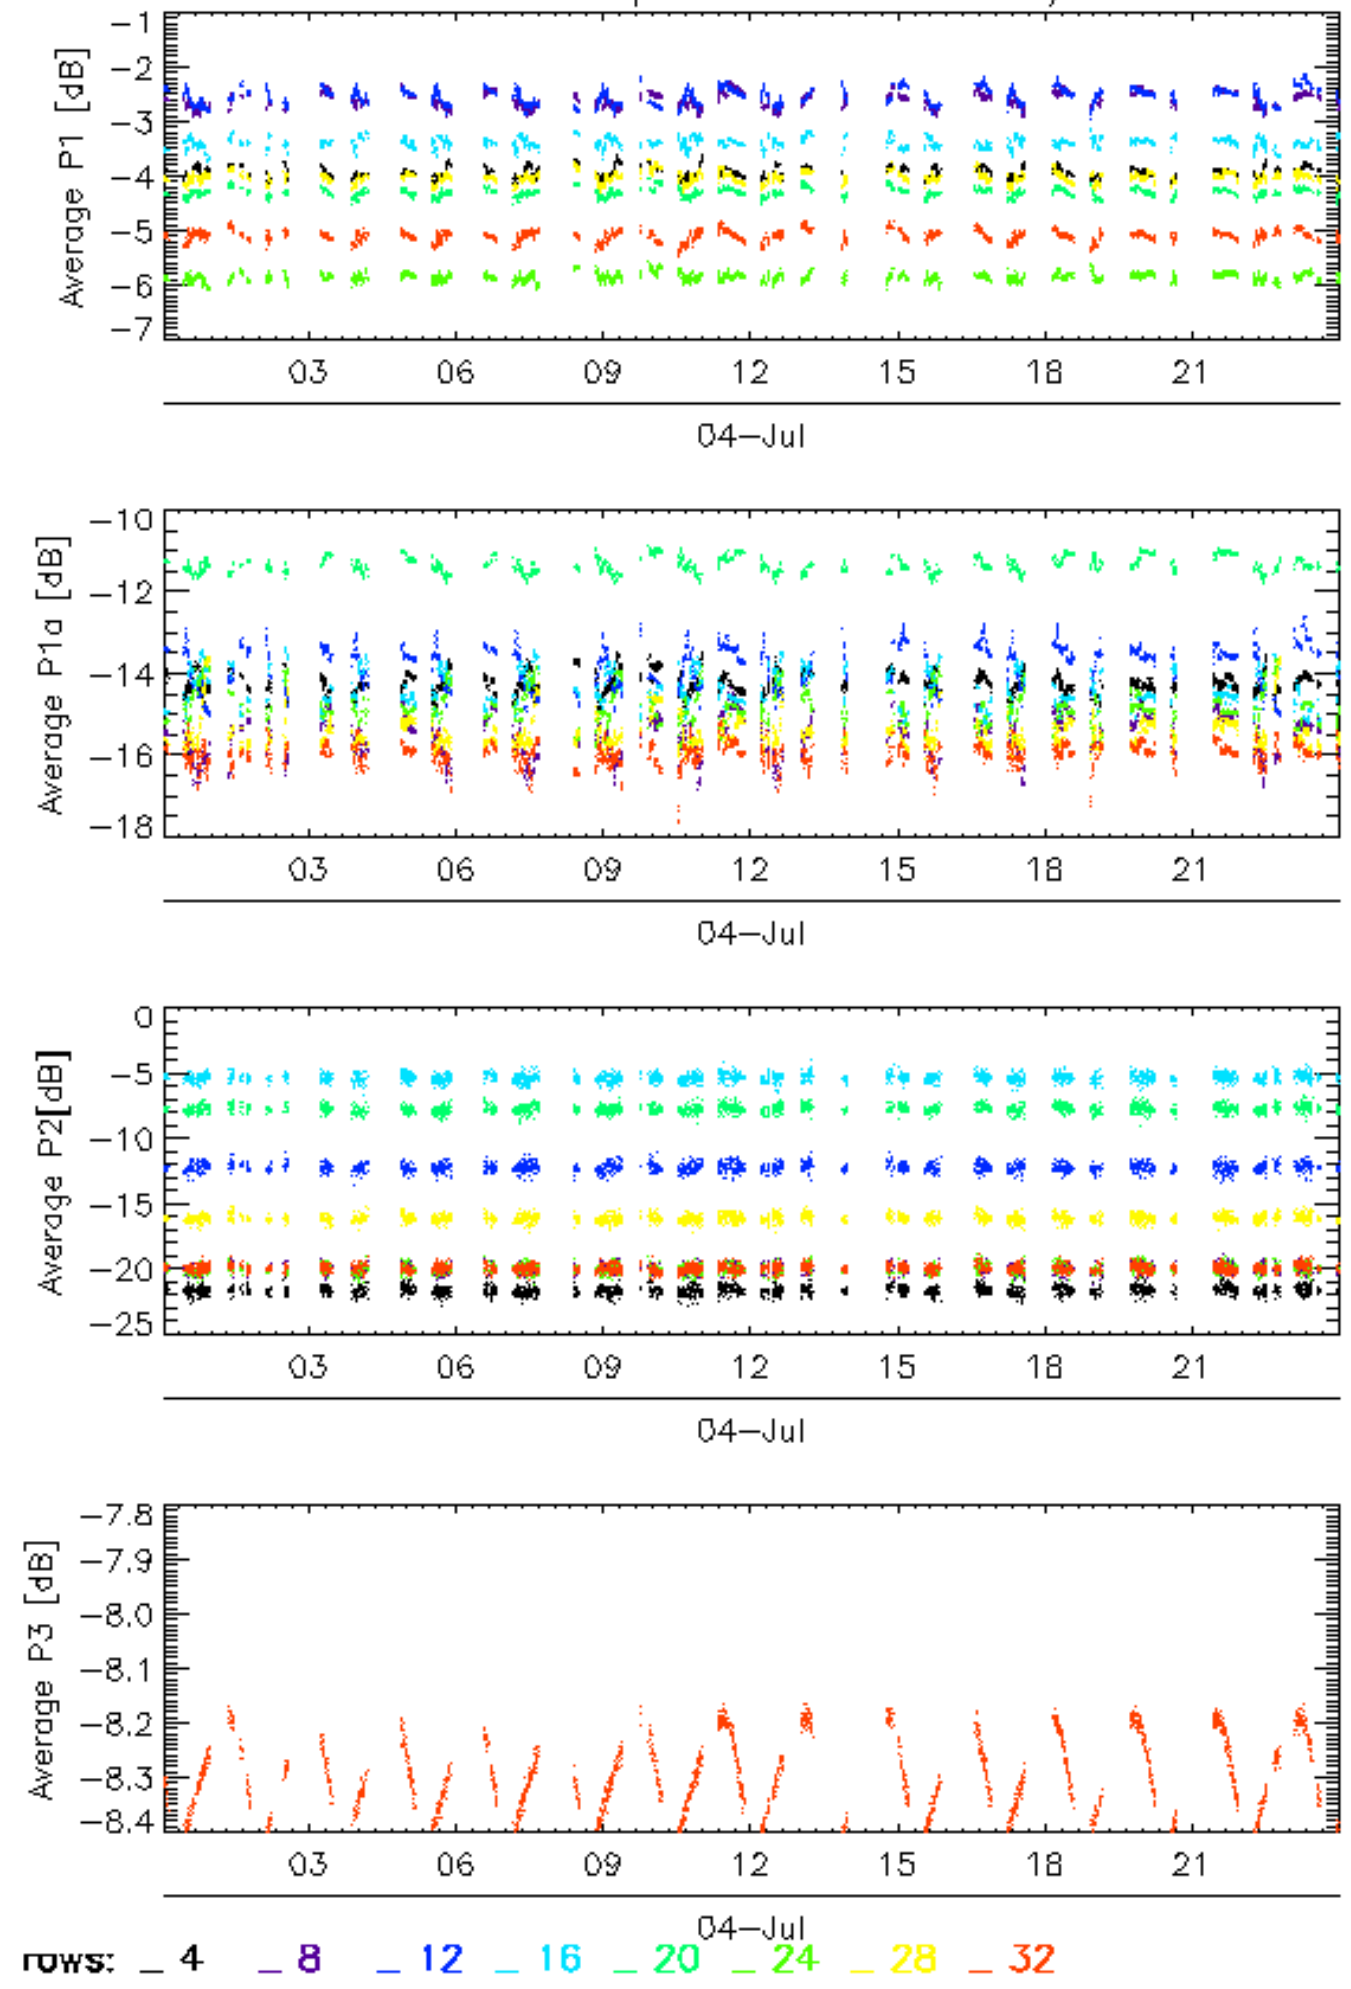 Average P1 [dB]
−1
−2
−3
−4
−5
−6
−7
03 06 09 12 15 18 21
04−Jul
Average P1a [dB]
−10
−12
−14
−16
−18
03 06 09 12 15 18 21
04−Jul
Average P2[dB]
0
−5
−10
−15
−20
−25
03 06 09 12 15 18 21
04−Jul
Average P3 [dB]
−7.8
−7.9
−8.0
−8.1
−8.2
−8.3
−8.4
03 06 09 12 15 18 21
04−Jul
rows: _ 4 _ 8 _ 12 _ 16 _ 20 _ 24 _ 28 _ 32